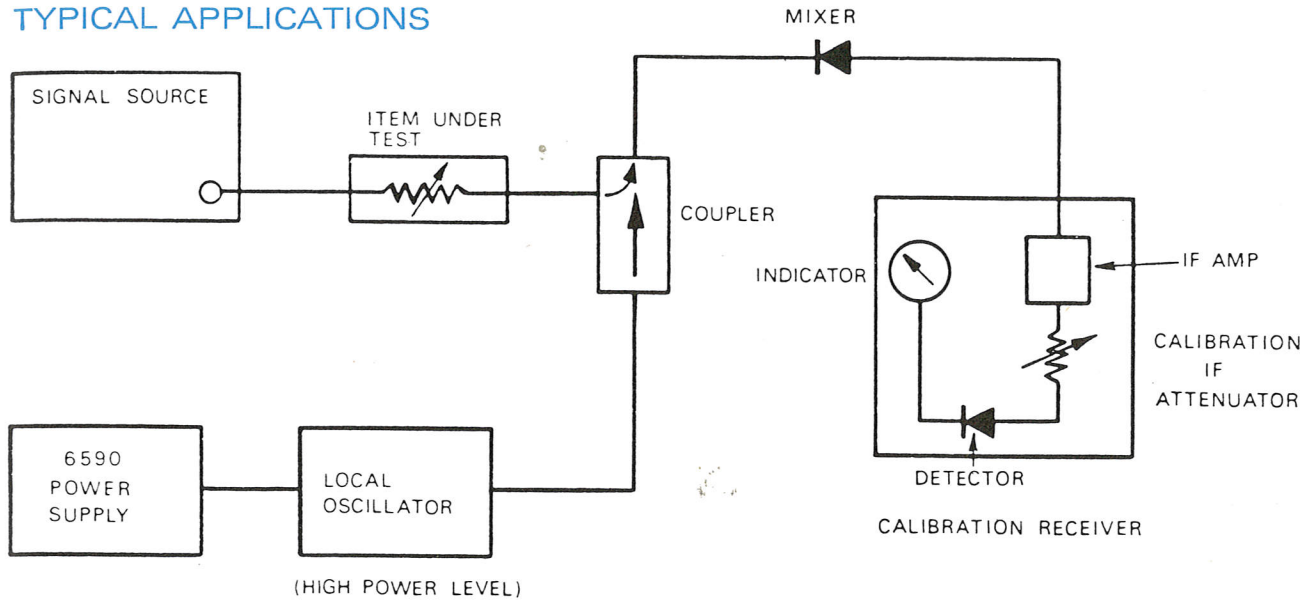 TYPICAL APPLICATIONS
MIXER
SIGNAL SOURCE
ITEM UNDER
TEST
COUPLER
INDICATOR
IF AMP
CALIBRATION
IF
ATTENUATOR
DETECTOR
CALIBRATION RECEIVER
6590
POWER
SUPPLY
LOCAL
OSCILLATOR
(HIGH POWER LEVEL)